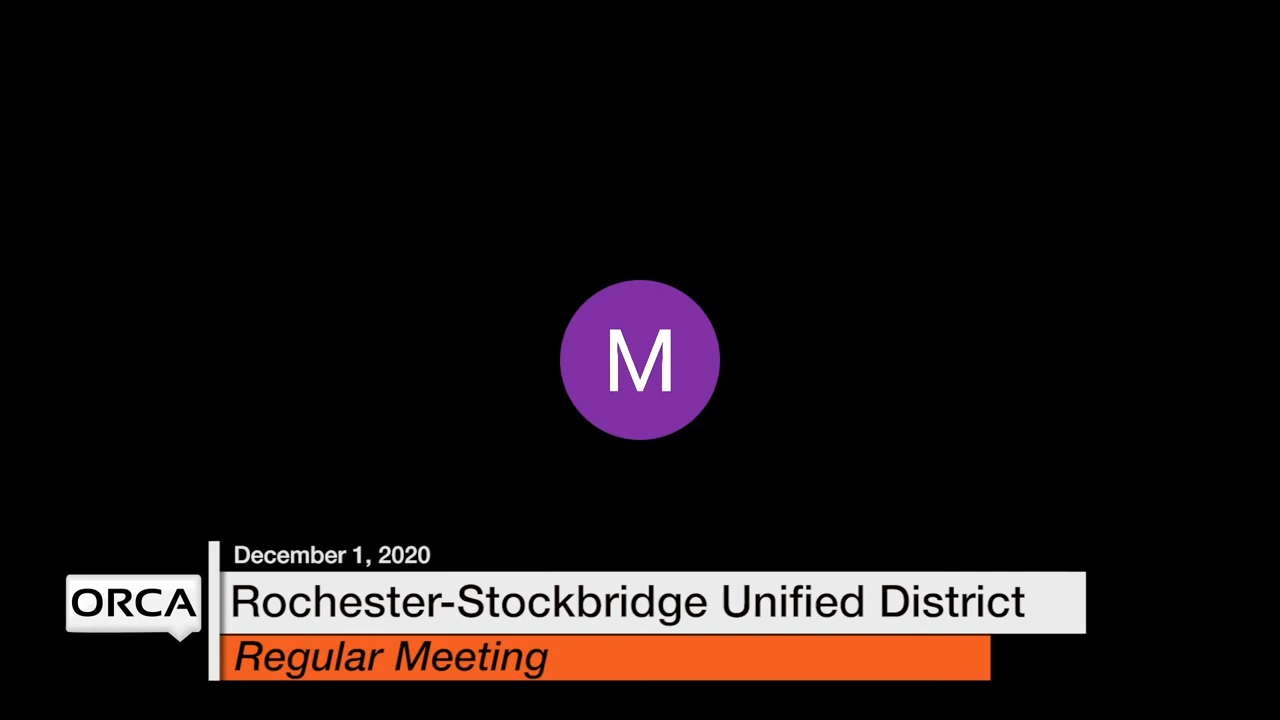 M
December 1, 2020
ORCA
Rochester-Stockbridge Unified District
Regular Meeting